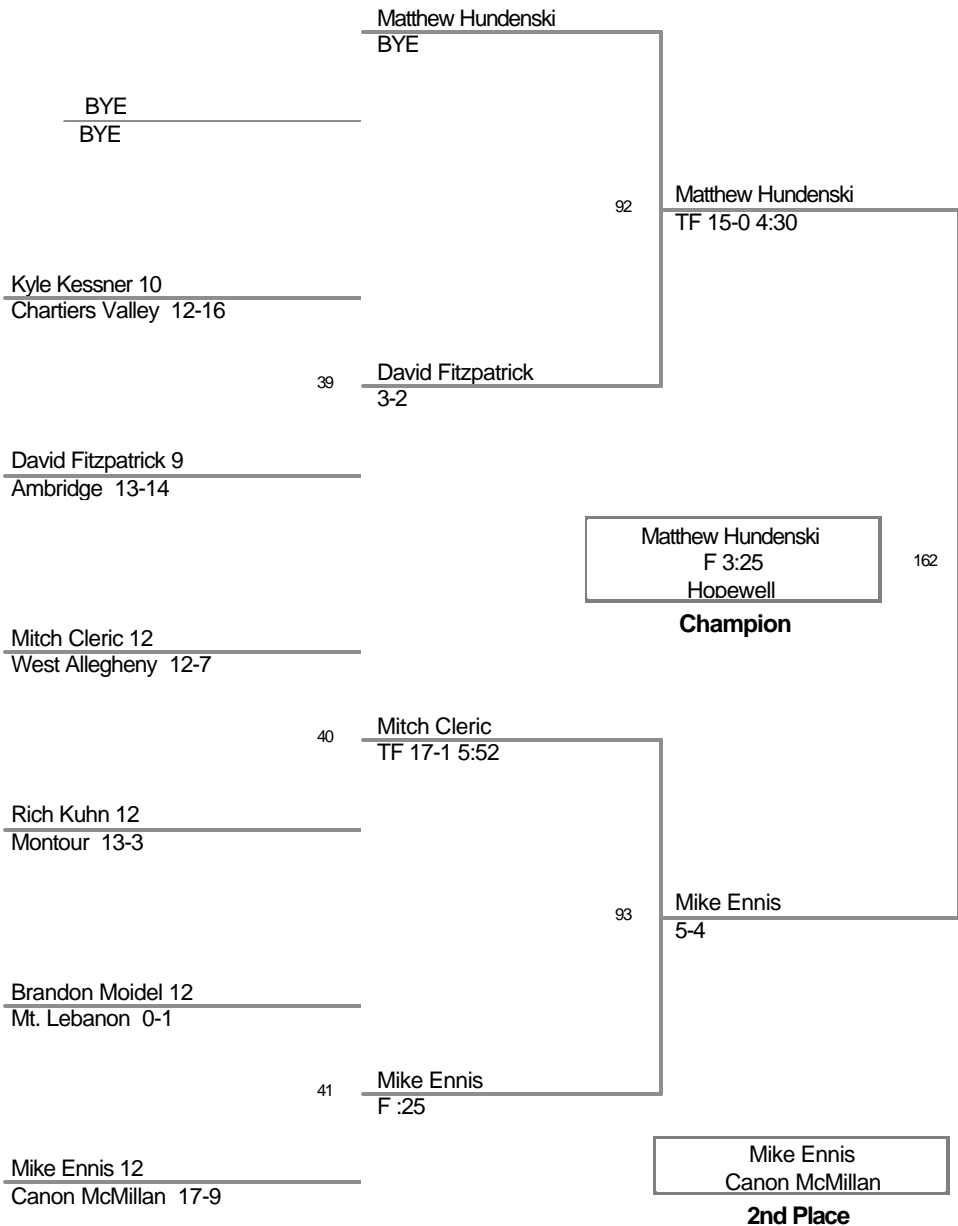 Matthew Hundenski
BYE
BYE
BYE
92
Matthew Hundenski
TF 15-0 4:30
Kyle Kessner 10
Chartiers Valley 12-16
39
David Fitzpatrick
3-2
David Fitzpatrick 9
Ambridge 13-14
Matthew Hundenski
F 3:25
Hopewell
162
Champion
Mitch Cleric 12
West Allegheny 12-7
40
Mitch Cleric
TF 17-1 5:52
Rich Kuhn 12
Montour 13-3
93
Mike Ennis
5-4
Brandon Moidel 12
Mt. Lebanon 0-1
41
Mike Ennis
F :25
Mike Ennis 12
Canon McMillan 17-9
Mike Ennis
Canon McMillan
2nd Place